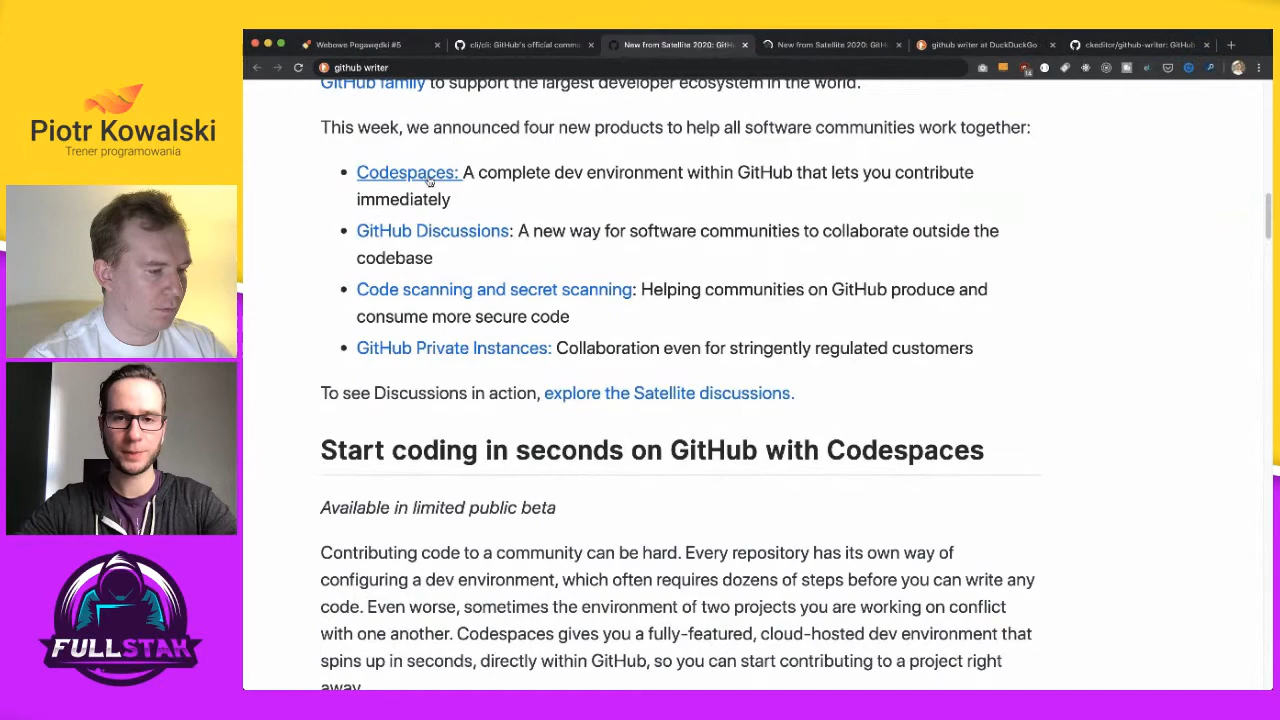 Webowe Pogawędki #5
cli/cli: GitHub's official comm
New from Satellite 2020: GitHu
New from Satellite 2020: GitHu
github writer at DuckDuckGo
ckeditor/github-writer: GitHub
github writer
14
Piotr Kowalski
Trener programowania
GitHub family to support the largest developer ecosystem in the world.
This week, we announced four new products to help all software communities work together:
• Codespaces: A complete dev environment within GitHub that lets you contribute
immediately
• GitHub Discussions: A new way for software communities to collaborate outside the
codebase
• Code scanning and secret scanning: Helping communities on GitHub produce and
consume more secure code
• GitHub Private Instances: Collaboration even for stringently regulated customers
To see Discussions in action, explore the Satellite discussions.
Start coding in seconds on GitHub with Codespaces
Available in limited public beta
Contributing code to a community can be hard. Every repository has its own way of
configuring a dev environment, which often requires dozens of steps before you can write any
code. Even worse, sometimes the environment of two projects you are working on conflict
with one another. Codespaces gives you a fully-featured, cloud-hosted dev environment that
spins up in seconds, directly within GitHub, so you can start contributing to a project right
away.
FULLSTAK